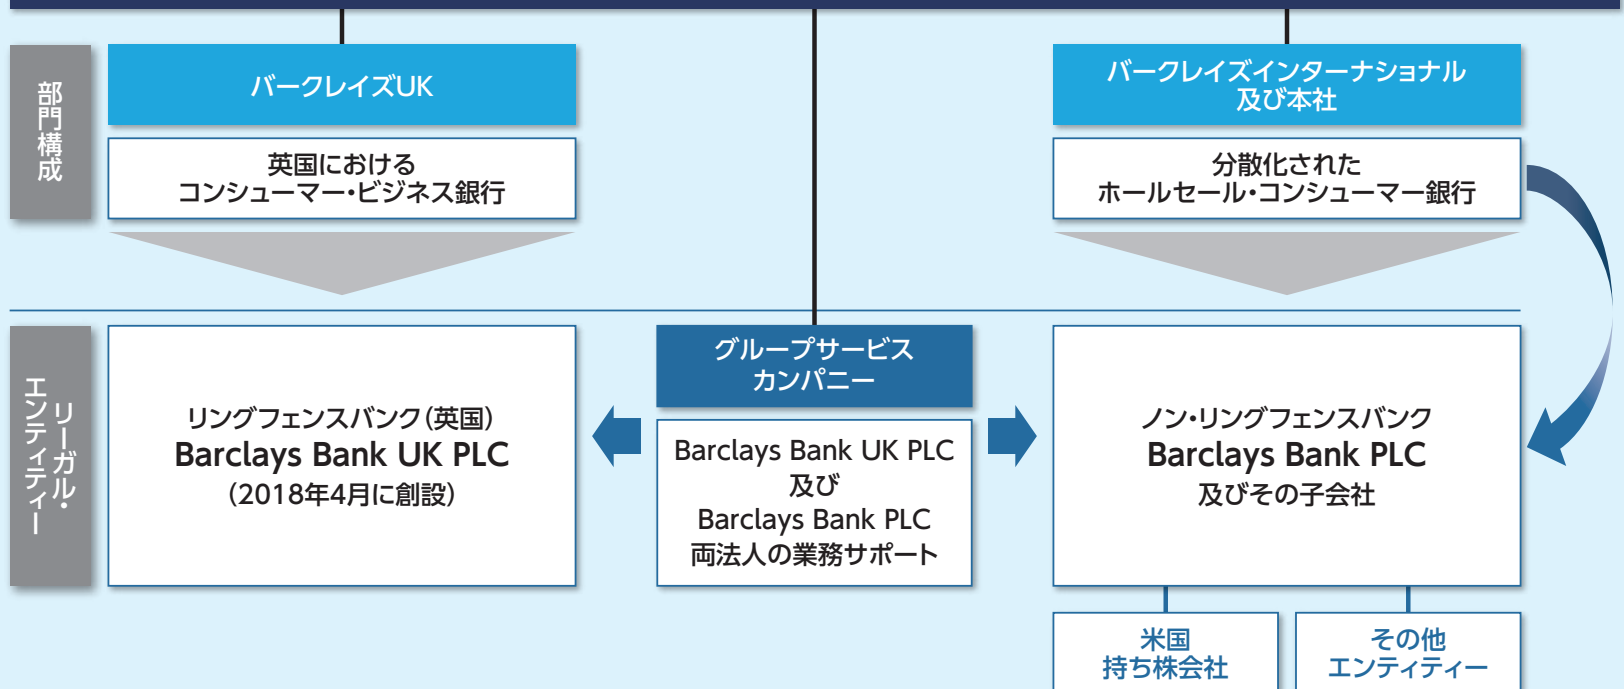 部門構成
バークレイズUK
英国における
コンシューマー・ビジネス銀行
バークレイズインターナショナル
及び本社
分散化された
ホールセール・コンシューマー銀行
リーガル・
エンティティー
リングフェンスバンク（英国）
Barclays Bank UK PLC
（2018年4月に創設）
グループサービス
カンパニー
Barclays Bank UK PLC
及び
Barclays Bank PLC
両法人の業務サポート
ノン・リングフェンスバンク
Barclays Bank PLC
及びその子会社
米国
持ち株会社
その他
エンティティー